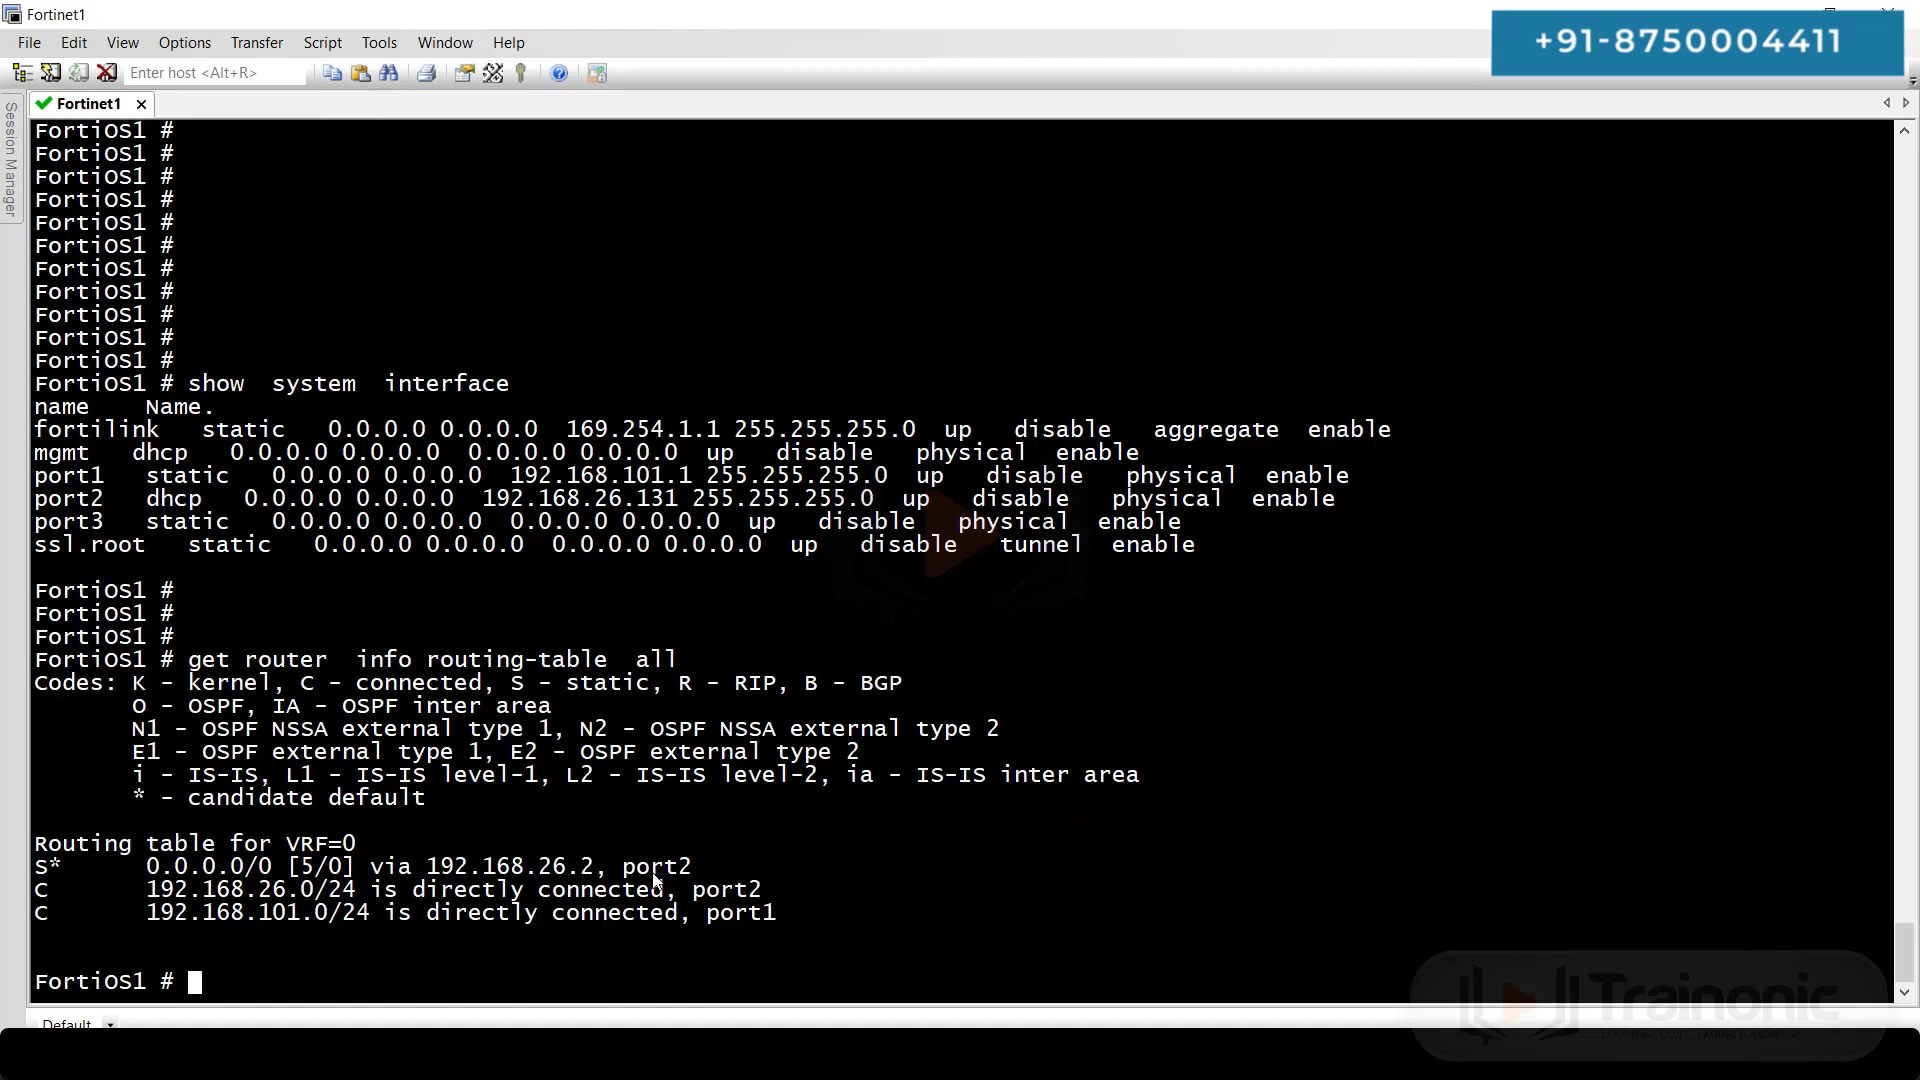 Fortinet1
File Edit View Options Transfer Script Tools Window Help
+91-8750004411
Enter host <Alt+R>
Session Manager
Fortinet1
FortiOS1 #
FortiOS1 #
FortiOS1 #
FortiOS1 #
FortiOS1 #
FortiOS1 #
FortiOS1 #
FortiOS1 #
FortiOS1 #
FortiOS1 #
FortiOS1 #
FortiOS1 # show  system  interface
name    Name.
fortilink   static   0.0.0.0 0.0.0.0  169.254.1.1 255.255.255.0  up   disable   aggregate  enable
mgmt   dhcp   0.0.0.0 0.0.0.0   0.0.0.0 0.0.0.0  up   disable   physical  enable
port1   static   0.0.0.0 0.0.0.0  192.168.101.1 255.255.255.0  up   disable   physical  enable
port2   dhcp   0.0.0.0 0.0.0.0  192.168.26.131 255.255.255.0  up   disable   physical  enable
port3   static   0.0.0.0 0.0.0.0  0.0.0.0 0.0.0.0  up   disable   physical  enable
ssl.root   static   0.0.0.0 0.0.0.0  0.0.0.0 0.0.0.0  up   disable   tunnel  enable
FortiOS1 #
FortiOS1 #
FortiOS1 #
FortiOS1 # get router  info routing-table  all
Codes: K - kernel, C - connected, S - static, R - RIP, B - BGP
O - OSPF, IA - OSPF inter area
N1 - OSPF NSSA external type 1, N2 - OSPF NSSA external type 2
E1 - OSPF external type 1, E2 - OSPF external type 2
i - IS-IS, L1 - IS-IS level-1, L2 - IS-IS level-2, ia - IS-IS inter area
* - candidate default
Routing table for VRF=0
S*      0.0.0.0/0 [5/0] via 192.168.26.2, port2
C       192.168.26.0/24 is directly connected, port2
C       192.168.101.0/24 is directly connected, port1
FortiOS1 #
Trainonic
Default